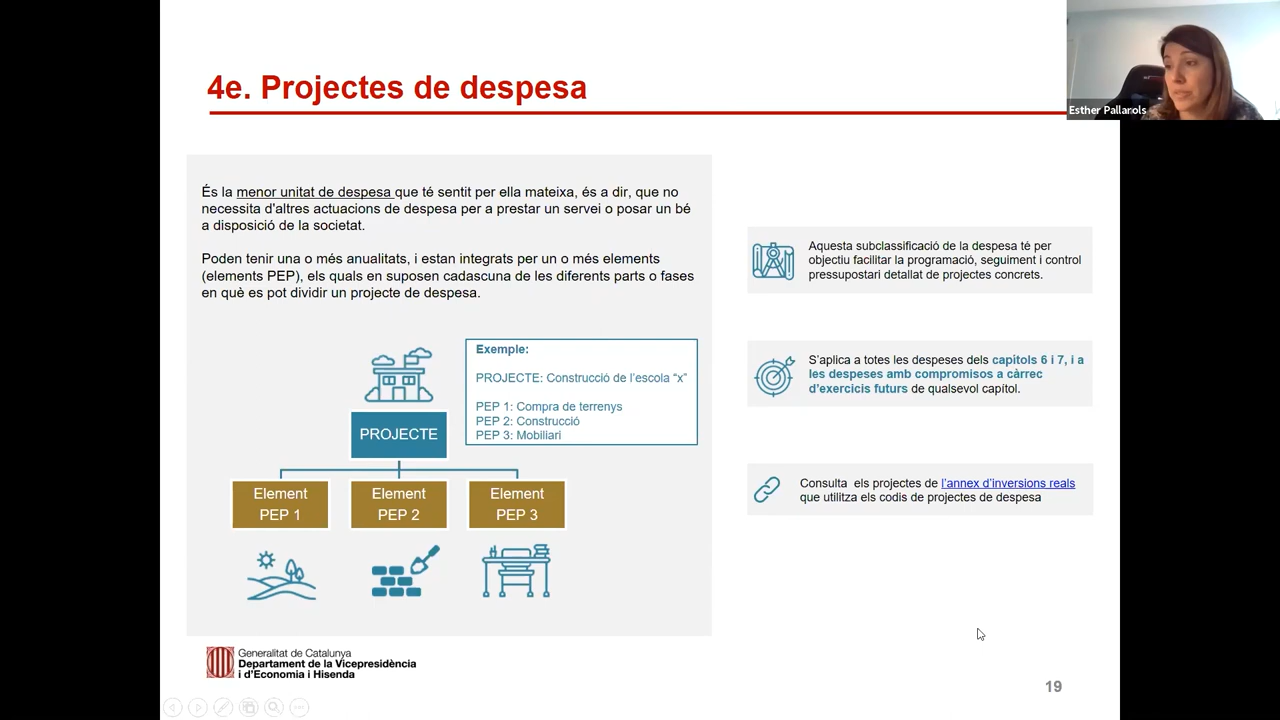 4e. Projectes de despesa
Esther Pallarols
És la menor unitat de despesa que té sentit per ella mateixa, és a dir, que no
necessita d'altres actuacions de despesa per a prestar un servei o posar un bé
a disposició de la societat.
Poden tenir una o més anualitats, i estan integrats per un o més elements
(elements PEP), els quals en suposen cadascuna de les diferents parts o fases
en què es pot dividir un projecte de despesa.
Exemple:
PROJECTE: Construcció de l'escola “x”
PEP 1: Compra de terrenys
PEP 2: Construcció
PEP 3: Mobiliari
PROJECTE
Element
PEP 1
Element
PEP 2
Element
PEP 3
Aquesta subclassificació de la despesa té per
objectiu facilitar la programació, seguiment i control
pressupostari detallat de projectes concrets.
S'aplica a totes les despeses dels capítols 6 i 7, i a
les despeses amb compromisos a càrrec
d'exercicis futurs de qualsevol capítol.
Consulta els projectes de l'annex d'inversions reals
que utilitza els codis de projectes de despesa
Generalitat de Catalunya
Departament de la Vicepresidència
i d'Economia i Hisenda
19